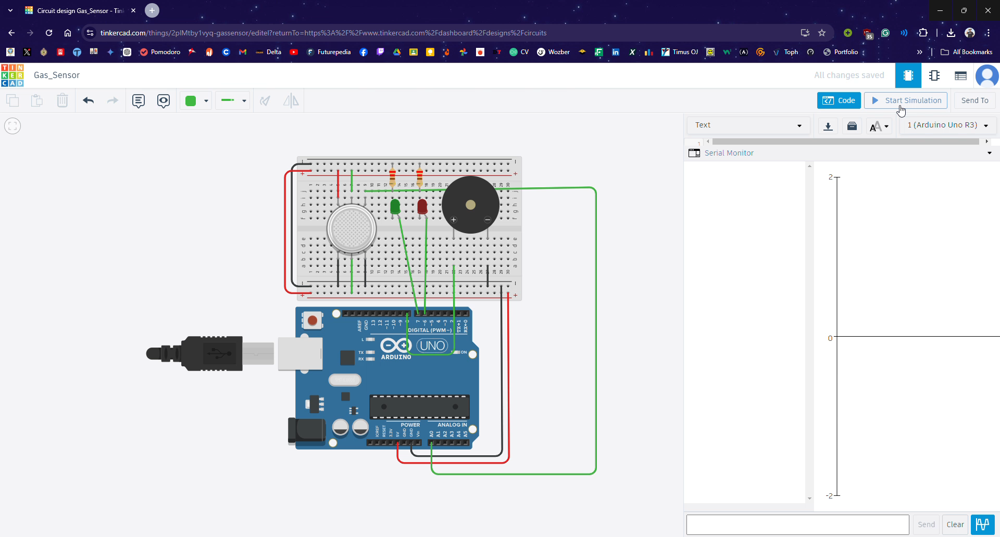 Circuit design Gas_Sensor - Tin
tinkercad.com/things/2plMtby1vyq-gassensor/editel?returnTo=https%3A%2F%2Fwww.tinkercad.com%2Fdashboard%2Fdesigns%2Fcircuits
35
Pomodoro
Delta
Futurepedia
CV
Wozber
Timus OJ
Toph
Portfolio
All Bookmarks
TIN
KER
CAD
Gas_Sensor
All changes saved
Code
Start Simulation
Send To
Text
1 (Arduino Uno R3)
1
Serial Monitor
2
0
-2
AREF
GND
13
12
~11
~10
~9
7
~6
~5
4
~3
2
TX→1
RX←0
DIGITAL (PWM~)
L
TX
RX
UNO
ARDUINO
ON
POWER
ANALOG IN
IOREF
RESET
3.3V
5V
GND
GND
Vin
A0
A1
A2
A3
A4
A5
Send
Clear